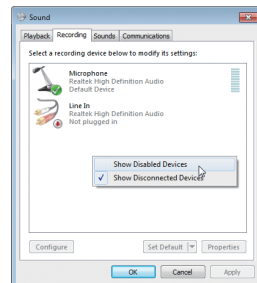 Sound
Playback Recording Sounds Communications
Select a recording device below to modify its settings:
Microphone
Realtek High Definition Audio
Default Device
Line In
Realtek High Definition Audio
Not plugged in
Show Disabled Devices
Show Disconnected Devices
Configure Set Default Properties
OK Cancel Apply